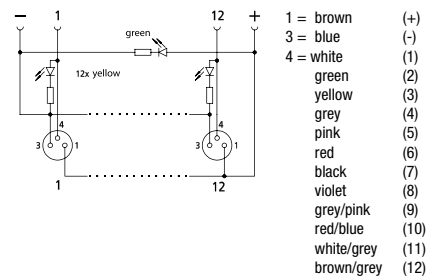 − 1 12 +
green
12x yellow
4 4
3 1 3 1
1 12
1 = brown (+)
3 = blue (-)
4 = white (1)
green (2)
yellow (3)
grey (4)
pink (5)
red (6)
black (7)
violet (8)
grey/pink (9)
red/blue (10)
white/grey (11)
brown/grey (12)